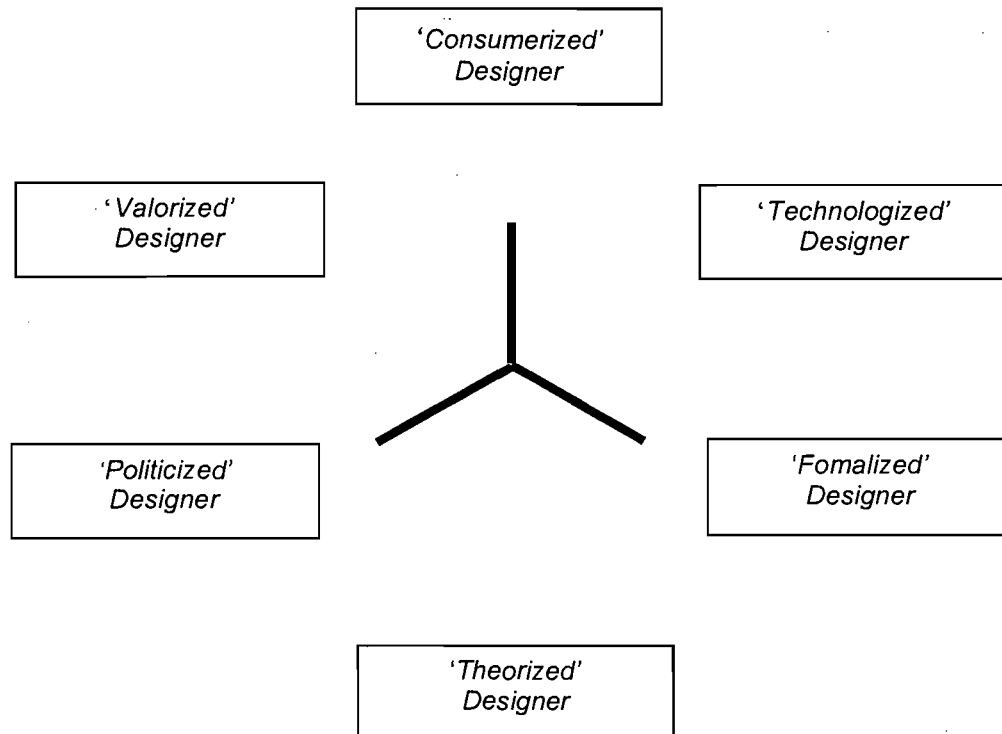 ‘Consumerized’
Designer
‘Valorized’
Designer
‘Technologized’
Designer
‘Politicized’
Designer
‘Fomalized’
Designer
‘Theorized’
Designer